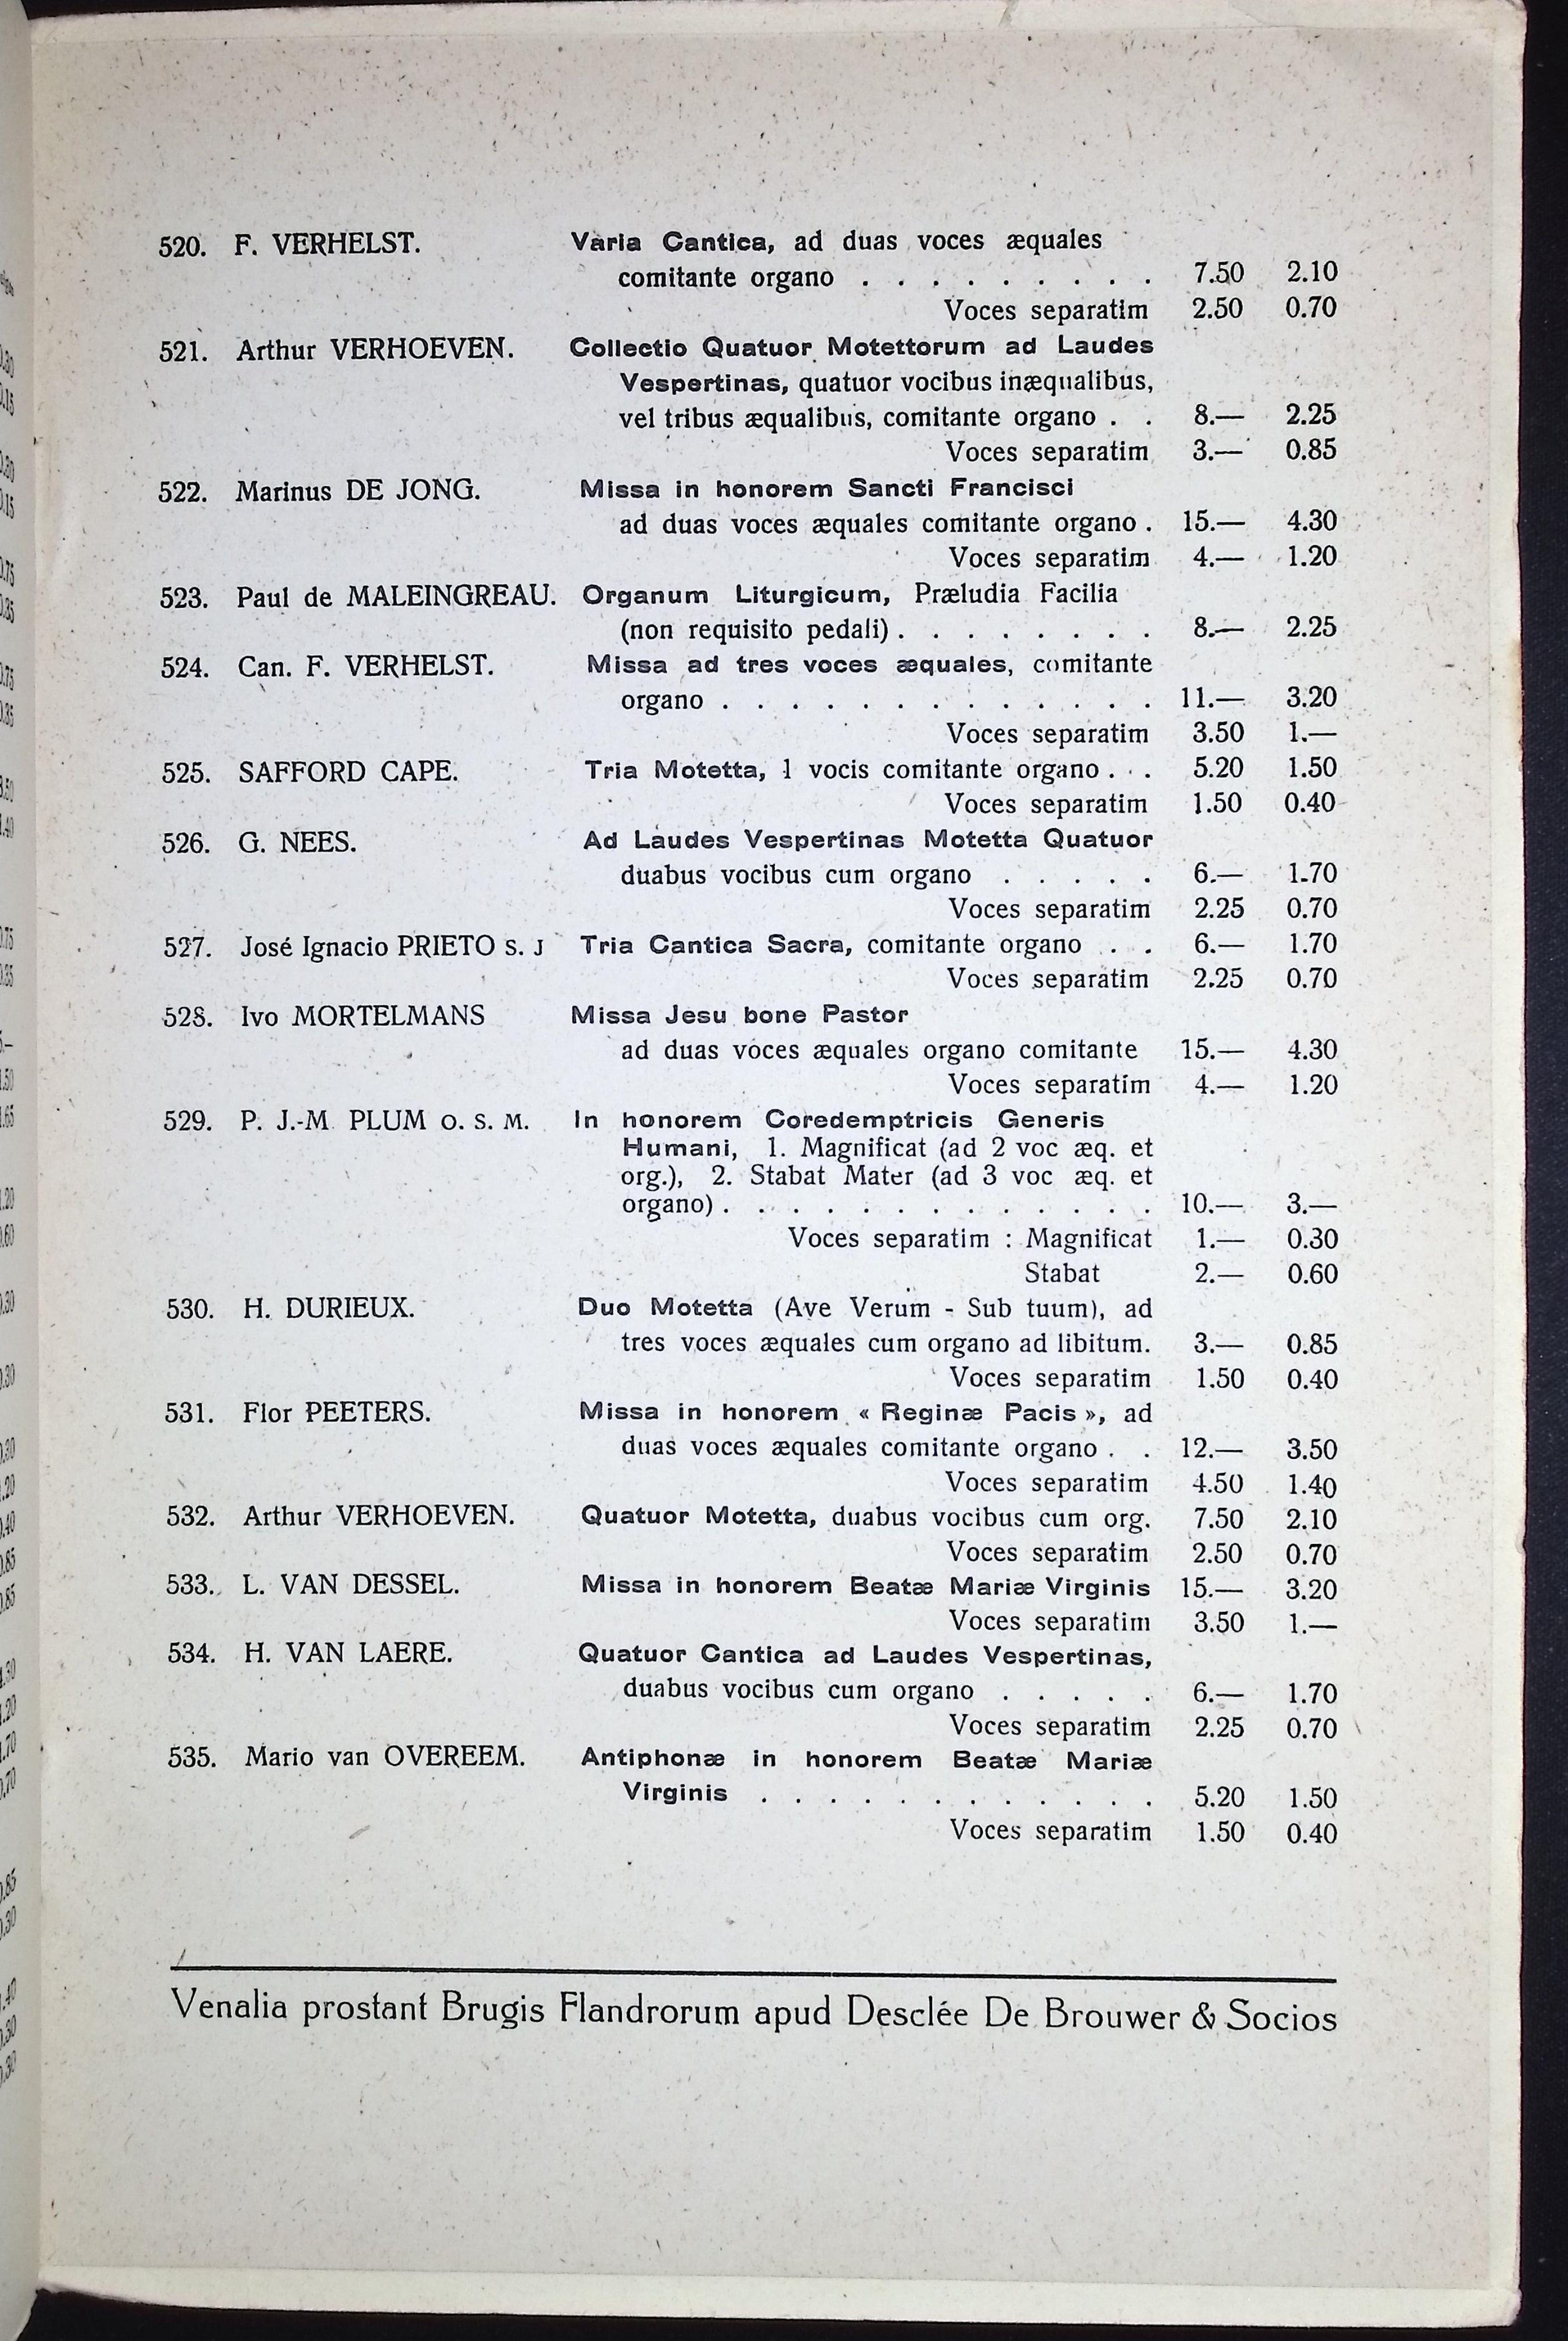 520. F. VERHELST. Varia Cantica, ad duas voces æquales
comitante organo . . . . . . . . . 7.50 2.10
Voces separatim 2.50 0.70
521. Arthur VERHOEVEN. Collectio Quatuor Motettorum ad Laudes
Vespertinas, quatuor vocibus inæqualibus,
vel tribus æqualibus, comitante organo . . 8.— 2.25
Voces separatim 3.— 0.85
522. Marinus DE JONG. Missa in honorem Sancti Francisci
ad duas voces æquales comitante organo . 15.— 4.30
Voces separatim 4.— 1.20
523. Paul de MALEINGREAU. Organum Liturgicum, Præludia Facilia
(non requisito pedali) . . . . . . . . 8.— 2.25
524. Can. F. VERHELST. Missa ad tres voces æquales, comitante
organo . . . . . . . . . . . . . 11.— 3.20
Voces separatim 3.50 1.—
525. SAFFORD CAPE. Tria Motetta, 1 vocis comitante organo . . . 5.20 1.50
Voces separatim 1.50 0.40
526. G. NEES. Ad Laudes Vespertinas Motetta Quatuor
duabus vocibus cum organo . . . . . 6.— 1.70
Voces separatim 2.25 0.70
527. José Ignacio PRIETO S. J Tria Cantica Sacra, comitante organo . . 6.— 1.70
Voces separatim 2.25 0.70
528. Ivo MORTELMANS Missa Jesu bone Pastor
ad duas voces æquales organo comitante 15.— 4.30
Voces separatim 4.— 1.20
529. P. J.-M. PLUM O. S. M. In honorem Coredemptricis Generis
Humani, 1. Magnificat (ad 2 voc æq. et
org.), 2. Stabat Mater (ad 3 voc æq. et
organo) . . . . . . . . . . . . . 10.— 3.—
Voces separatim : Magnificat 1.— 0.30
Stabat 2.— 0.60
530. H. DURIEUX. Duo Motetta (Ave Verum - Sub tuum), ad
tres voces æquales cum organo ad libitum. 3.— 0.85
Voces separatim 1.50 0.40
531. Flor PEETERS. Missa in honorem « Reginæ Pacis », ad
duas voces æquales comitante organo . . 12.— 3.50
Voces separatim 4.50 1.40
532. Arthur VERHOEVEN. Quatuor Motetta, duabus vocibus cum org. 7.50 2.10
Voces separatim 2.50 0.70
533. L. VAN DESSEL. Missa in honorem Beatæ Mariæ Virginis 15.— 3.20
Voces separatim 3.50 1.—
534. H. VAN LAERE. Quatuor Cantica ad Laudes Vespertinas,
duabus vocibus cum organo . . . . . 6.— 1.70
Voces separatim 2.25 0.70
535. Mario van OVEREEM. Antiphonæ in honorem Beatæ Mariæ
Virginis . . . . . . . . . . . . 5.20 1.50
Voces separatim 1.50 0.40
Venalia prostant Brugis Flandrorum apud Desclée De Brouwer & Socios